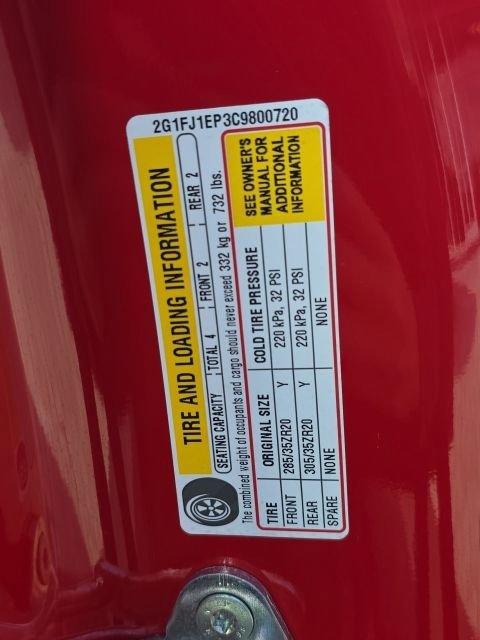 2G1FJ1EP3C9800720
TIRE AND LOADING INFORMATION
SEATING CAPACITY TOTAL 4 FRONT 2 REAR 2
The combined weight of occupants and cargo should never exceed 332 kg or 732 lbs.
TIRE ORIGINAL SIZE COLD TIRE PRESSURE
FRONT 285/35ZR20 Y 220 kPa, 32 PSI
REAR 305/35ZR20 Y 220 kPa, 32 PSI
SPARE NONE NONE
SEE OWNER'S
MANUAL FOR
ADDITIONAL
INFORMATION